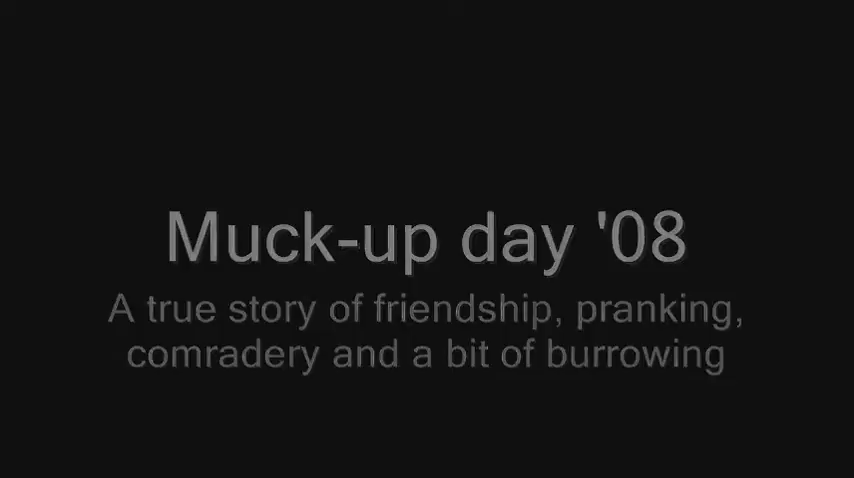 Muck-up day '08
A true story of friendship, pranking,
comradery and a bit of burrowing